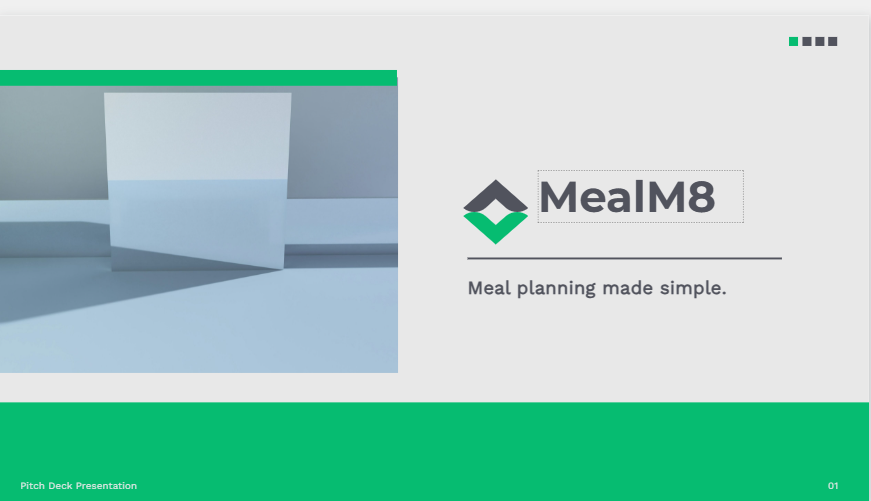 MealM8
Meal planning made simple.
Pitch Deck Presentation
01